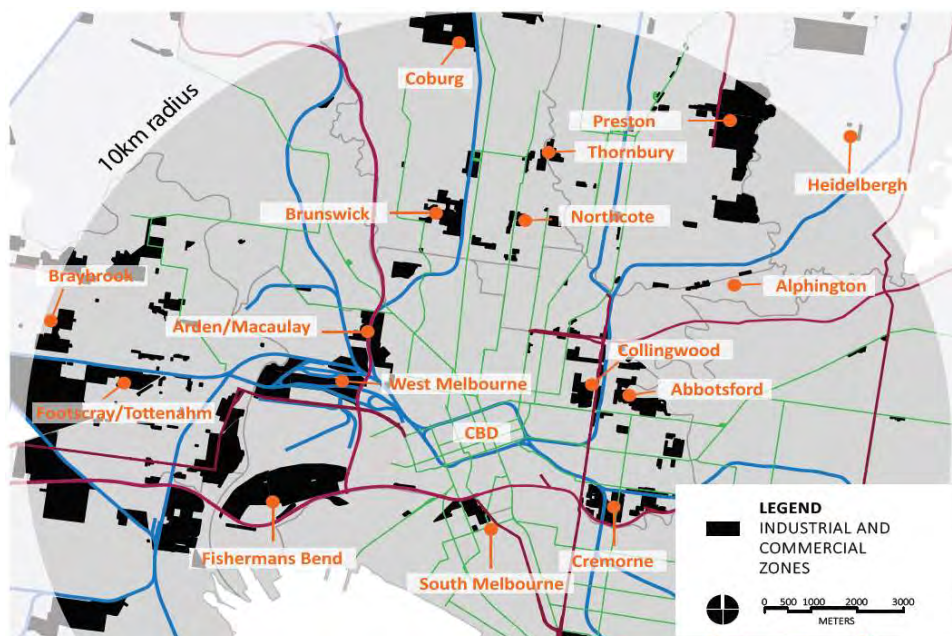 Coburg
10km radius
Preston
Thornbury
Heidelbergh
Brunswick
Northcote
Braybrook
Alphington
Arden/Macaulay
Collingwood
West Melbourne
Abbotsford
Footscray/Tottenahm
CBD
Fishermans Bend
South Melbourne
Cremorne
LEGEND
INDUSTRIAL AND
COMMERCIAL
ZONES
0 500 1000 2000 3000
METERS